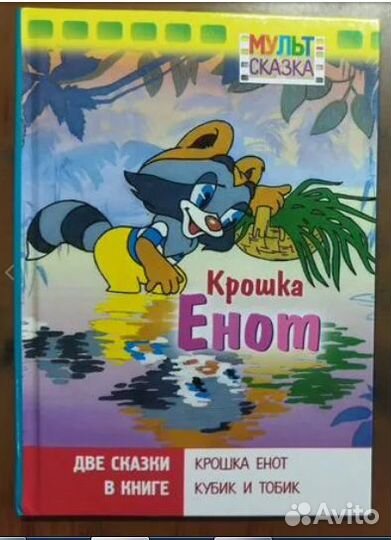 МУЛЬТ
СКАЗКА
Крошка
Енот
ДВЕ СКАЗКИ
В КНИГЕ
КРОШКА ЕНОТ
КУБИК И ТОБИК
Avito